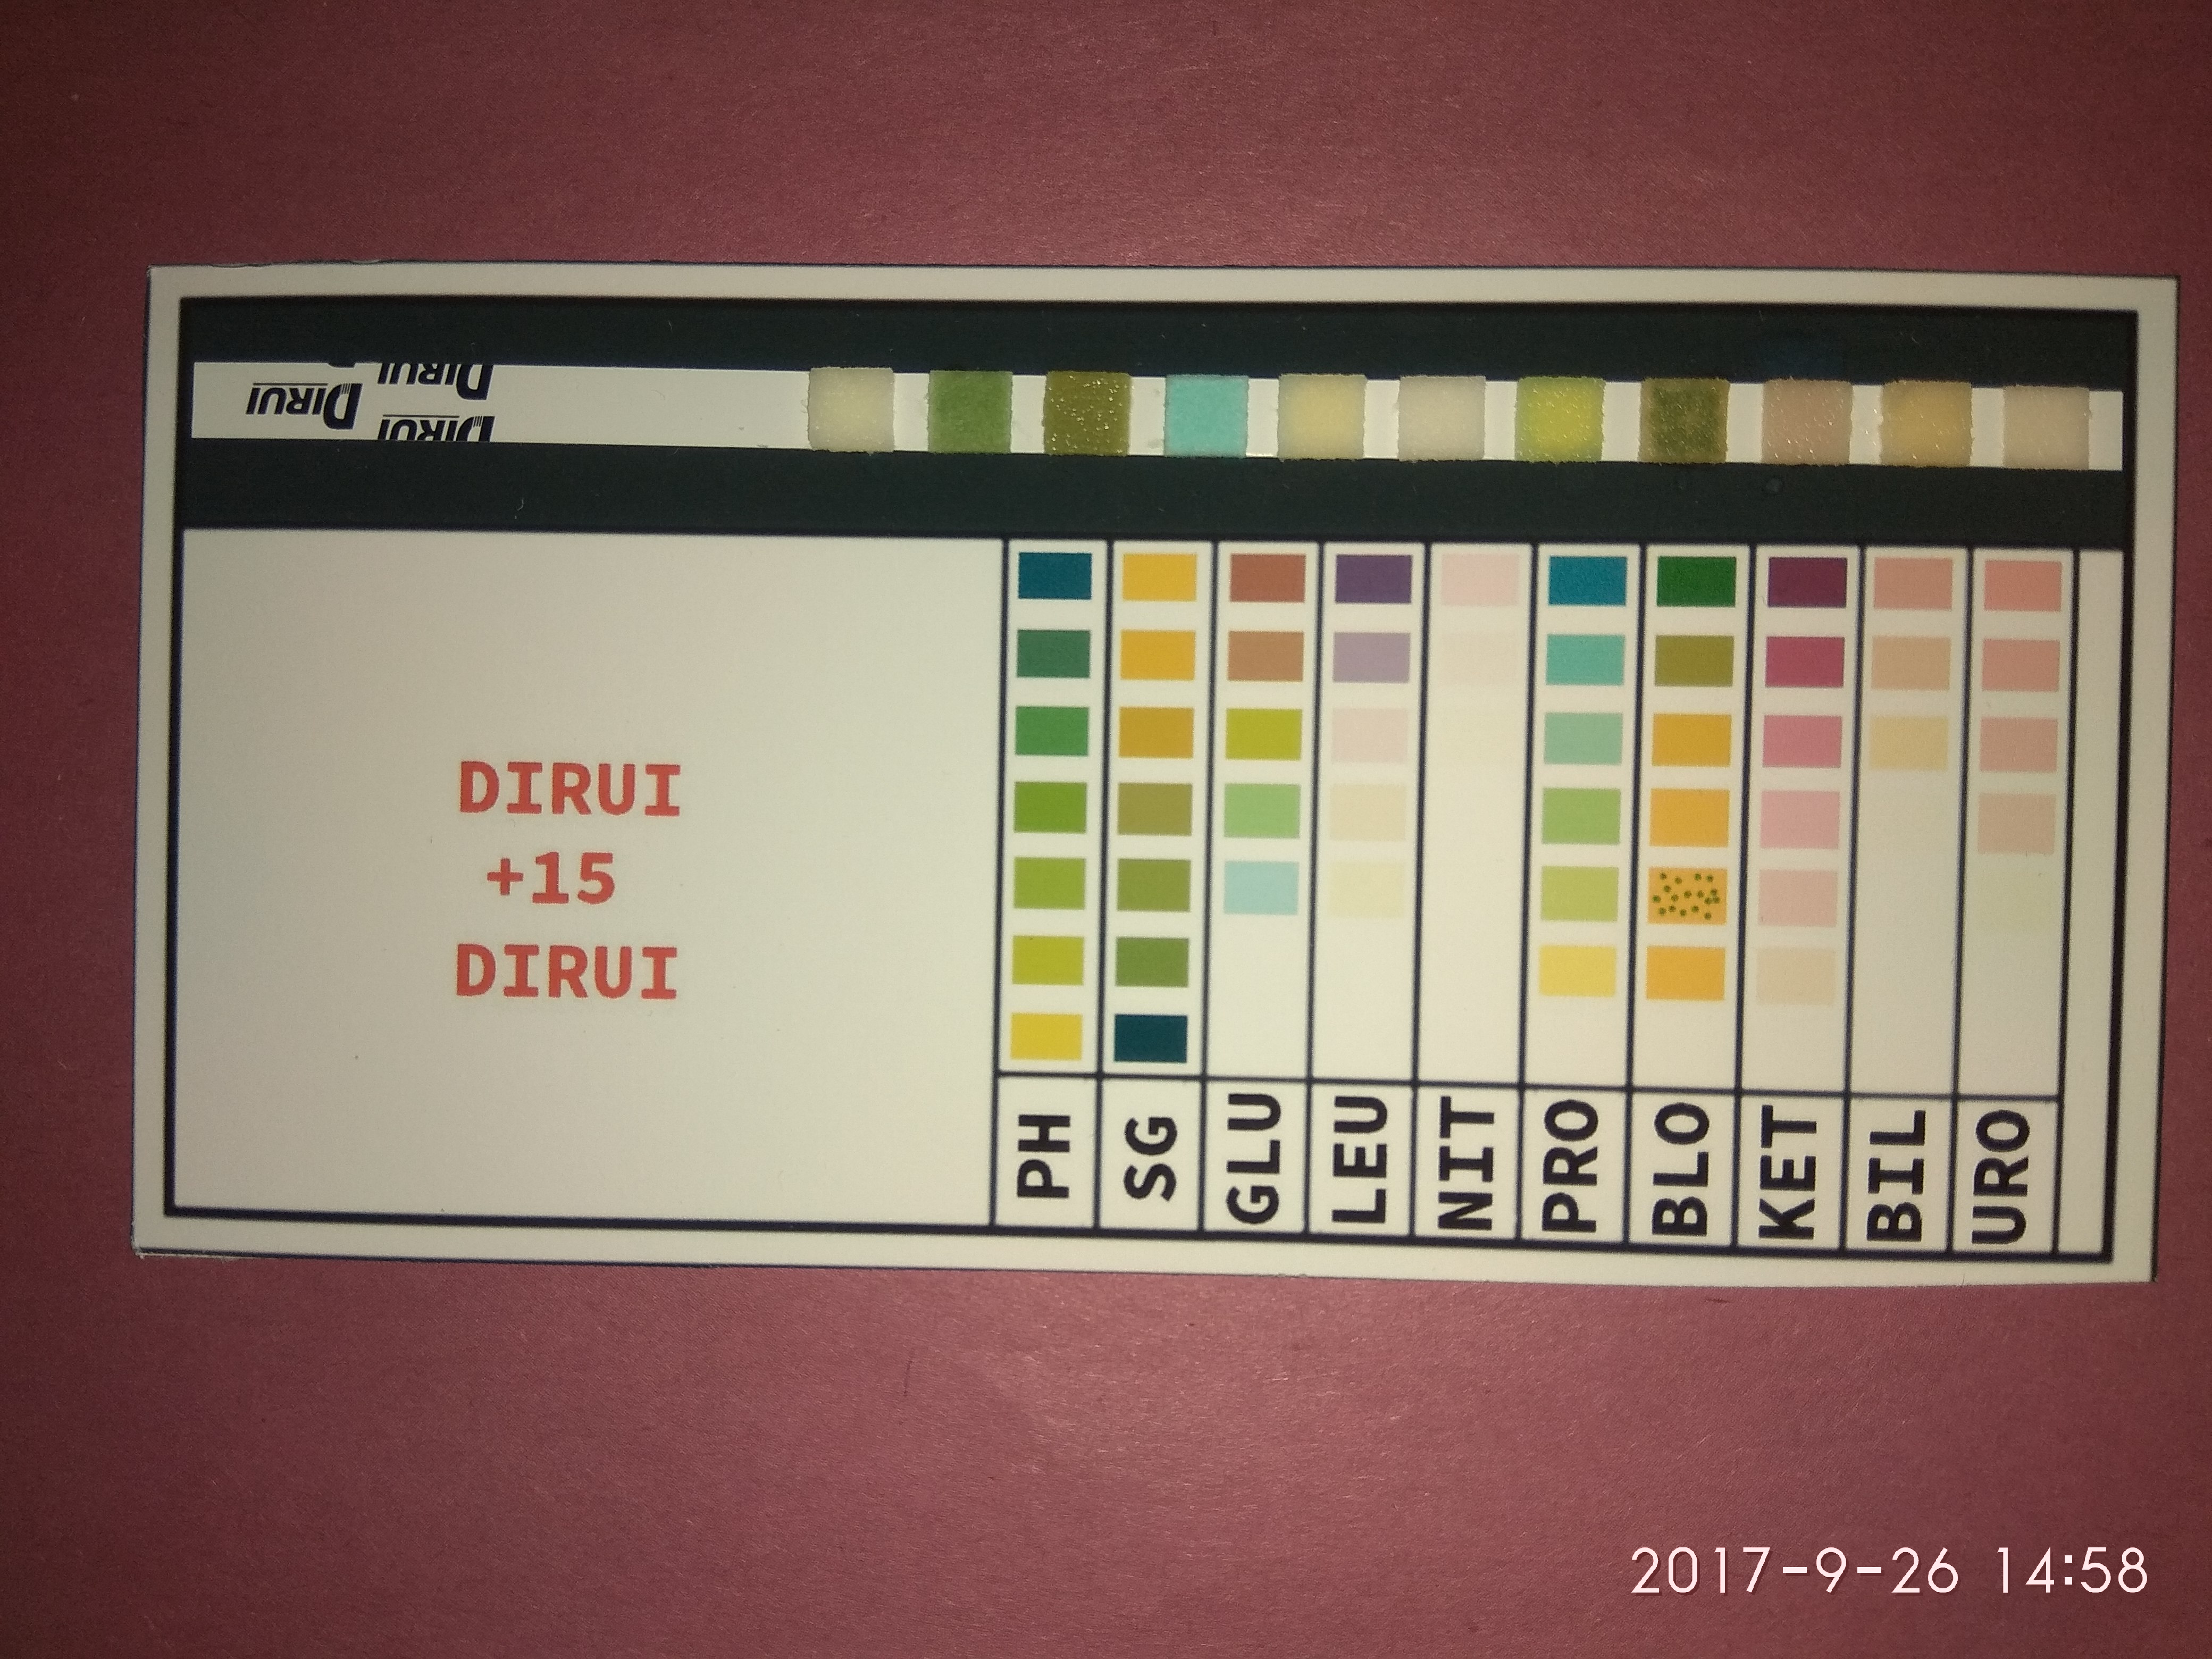 DIRUI
DIRUI
DIRUI
DIRUI
+15
DIRUI
PH
SG
GLU
LEU
NIT
PRO
BLO
KET
BIL
URO
2017-9-26 14:58